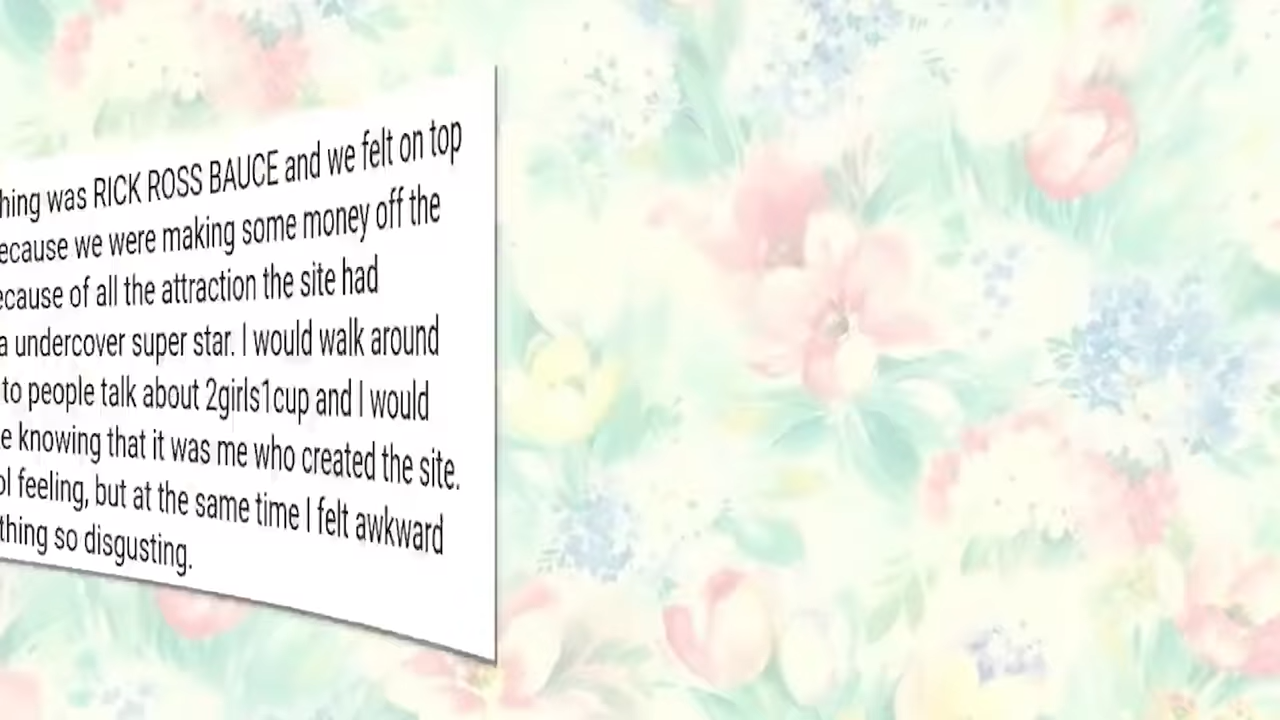 hing was RICK ROSS BAUCE and we felt on top
ecause we were making some money off the
ecause of all the attraction the site had
a undercover super star. I would walk around
to people talk about 2girls1cup and I would
e knowing that it was me who created the site.
ol feeling, but at the same time I felt awkward
thing so disgusting.